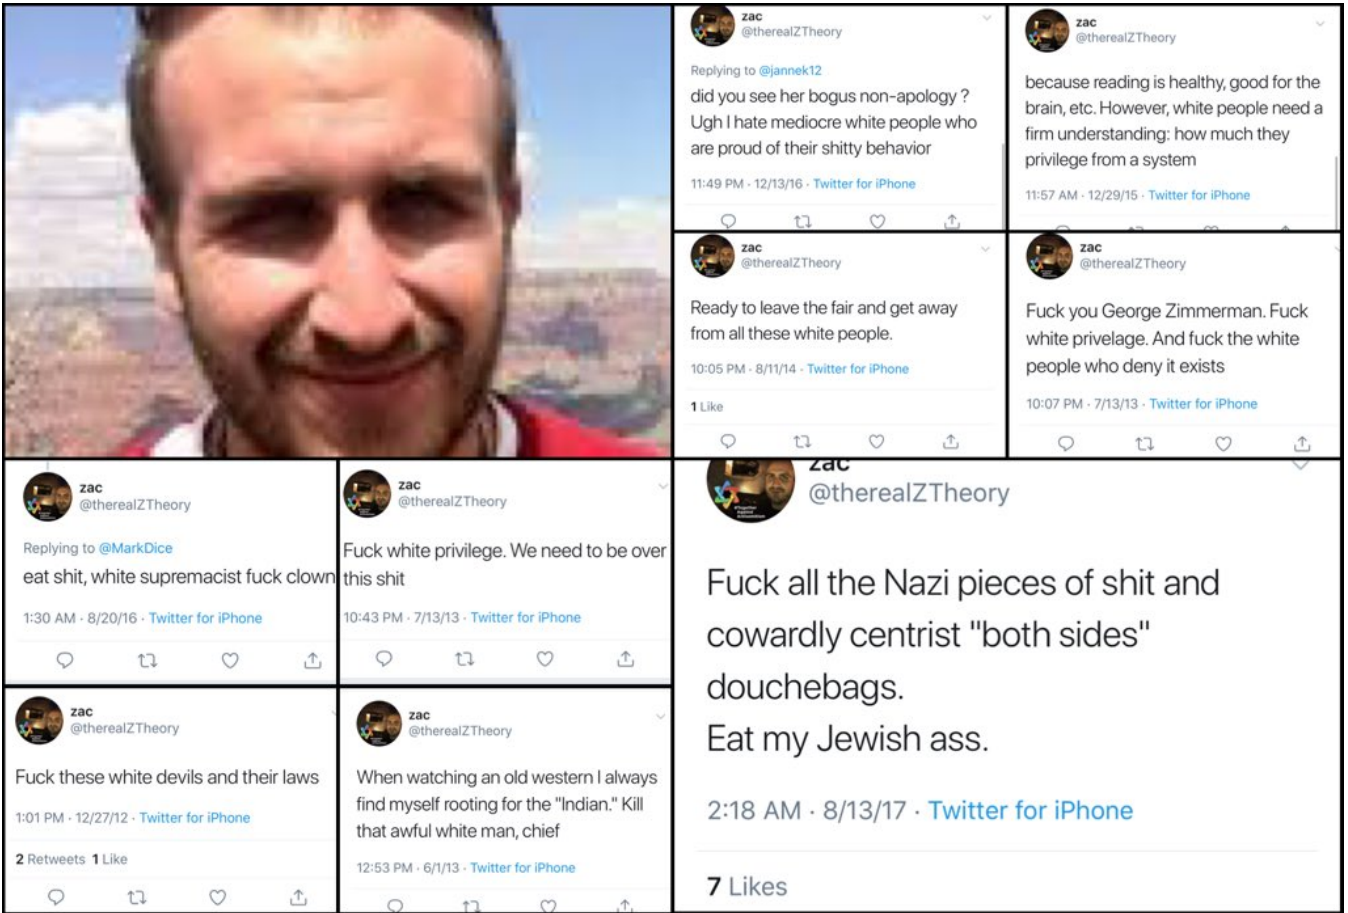 zac
@therealZTheory
Replying to @jannek12
did you see her bogus non-apology ?
Ugh I hate mediocre white people who
are proud of their shitty behavior
11:49 PM · 12/13/16 · Twitter for iPhone
zac
@therealZTheory
because reading is healthy, good for the
brain, etc. However, white people need a
firm understanding: how much they
privilege from a system
11:57 AM · 12/29/15 · Twitter for iPhone
zac
@therealZTheory
Ready to leave the fair and get away
from all these white people.
10:05 PM · 8/11/14 · Twitter for iPhone
1 Like
zac
@therealZTheory
Fuck you George Zimmerman. Fuck
white privelage. And fuck the white
people who deny it exists
10:07 PM · 7/13/13 · Twitter for iPhone
zac
@therealZTheory
Replying to @MarkDice
eat shit, white supremacist fuck clown
1:30 AM · 8/20/16 · Twitter for iPhone
zac
@therealZTheory
Fuck white privilege. We need to be over
this shit
10:43 PM · 7/13/13 · Twitter for iPhone
zac
@therealZTheory
Fuck all the Nazi pieces of shit and
cowardly centrist "both sides"
douchebags.
Eat my Jewish ass.
2:18 AM · 8/13/17 · Twitter for iPhone
7 Likes
zac
@therealZTheory
Fuck these white devils and their laws
1:01 PM · 12/27/12 · Twitter for iPhone
2 Retweets 1 Like
zac
@therealZTheory
When watching an old western I always
find myself rooting for the "Indian." Kill
that awful white man, chief
12:53 PM · 6/1/13 · Twitter for iPhone